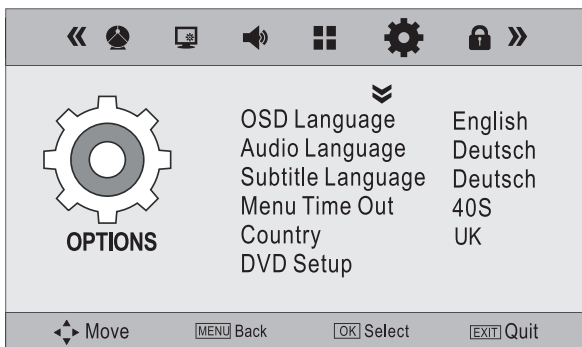 OPTIONS
OSD Language English
Audio Language Deutsch
Subtitle Language Deutsch
Menu Time Out 40S
Country UK
DVD Setup
Move MENU Back OK Select EXIT Quit